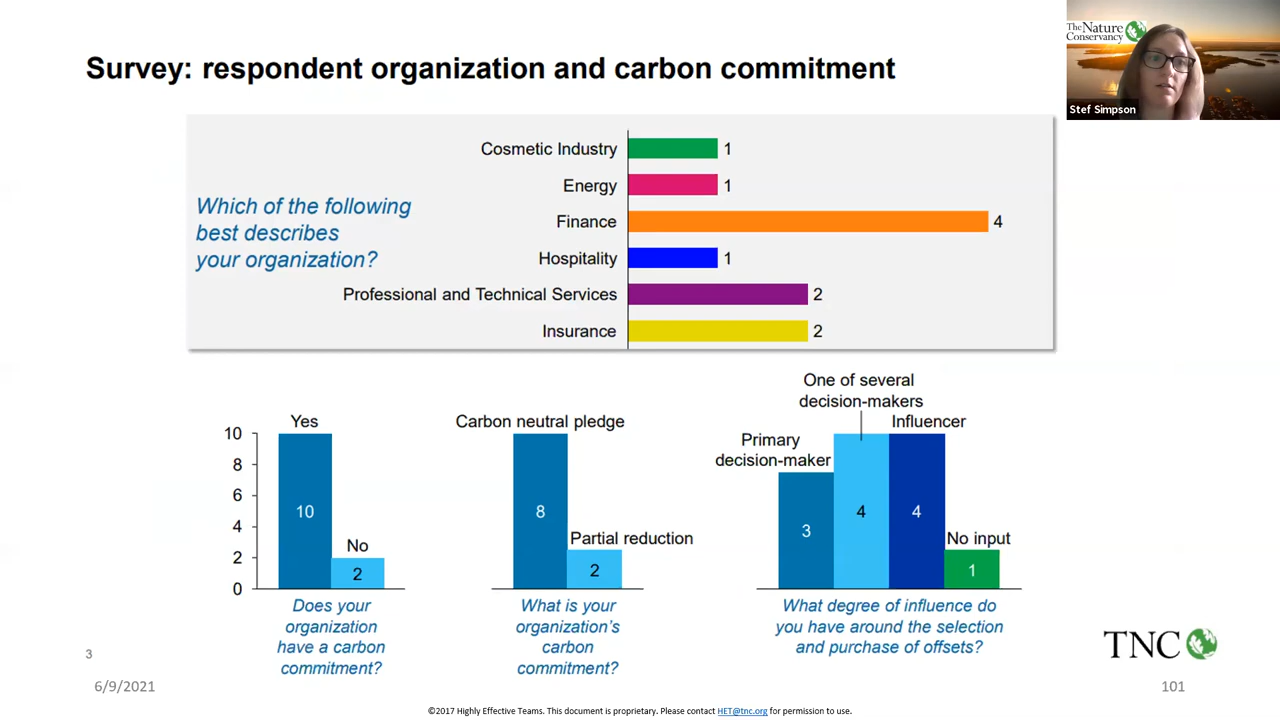 Survey: respondent organization and carbon commitment
The Nature
Conservancy
Stef Simpson
Which of the following
best describes
your organization?
Cosmetic Industry 1
Energy 1
Finance 4
Hospitality 1
Professional and Technical Services 2
Insurance 2
Yes
No
10
8
6
4
2
0
10
2
Does your
organization
have a carbon
commitment?
Carbon neutral pledge
Partial reduction
8
2
What is your
organization's
carbon
commitment?
One of several
decision-makers
Influencer
Primary
decision-maker
No input
3
4
4
1
What degree of influence do
you have around the selection
and purchase of offsets?
TNC
3
6/9/2021
101
©2017 Highly Effective Teams. This document is proprietary. Please contact HET@tnc.org for permission to use.